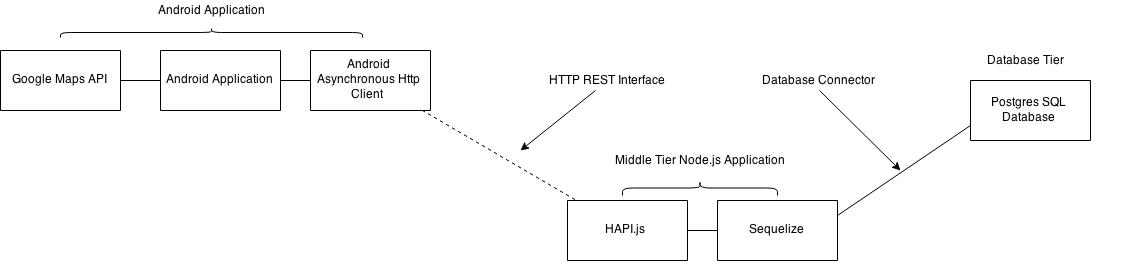 Android Application
Google Maps API
Android Application
Android
Asynchronous Http
Client
HTTP REST Interface
Database Connector
Database Tier
Postgres SQL
Database
Middle Tier Node.js Application
HAPI.js
Sequelize